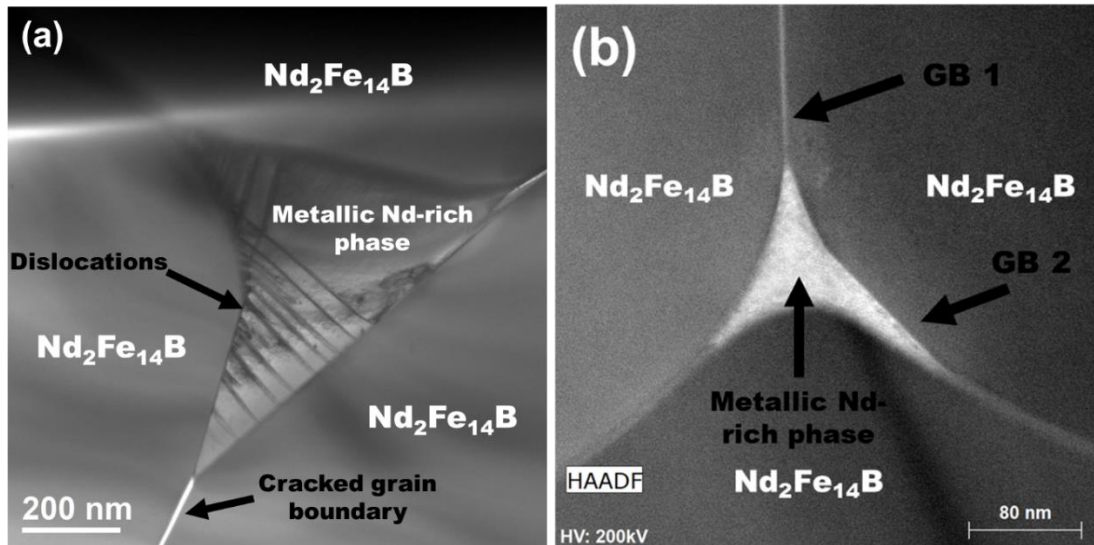 (a)
Nd₂Fe₁₄B
Metallic Nd-rich
phase
Dislocations
Nd₂Fe₁₄B
Nd₂Fe₁₄B
Cracked grain
boundary
200 nm
(b)
GB 1
Nd₂Fe₁₄B
Nd₂Fe₁₄B
GB 2
Metallic Nd-
rich phase
HAADF
Nd₂Fe₁₄B
80 nm
HV: 200kV